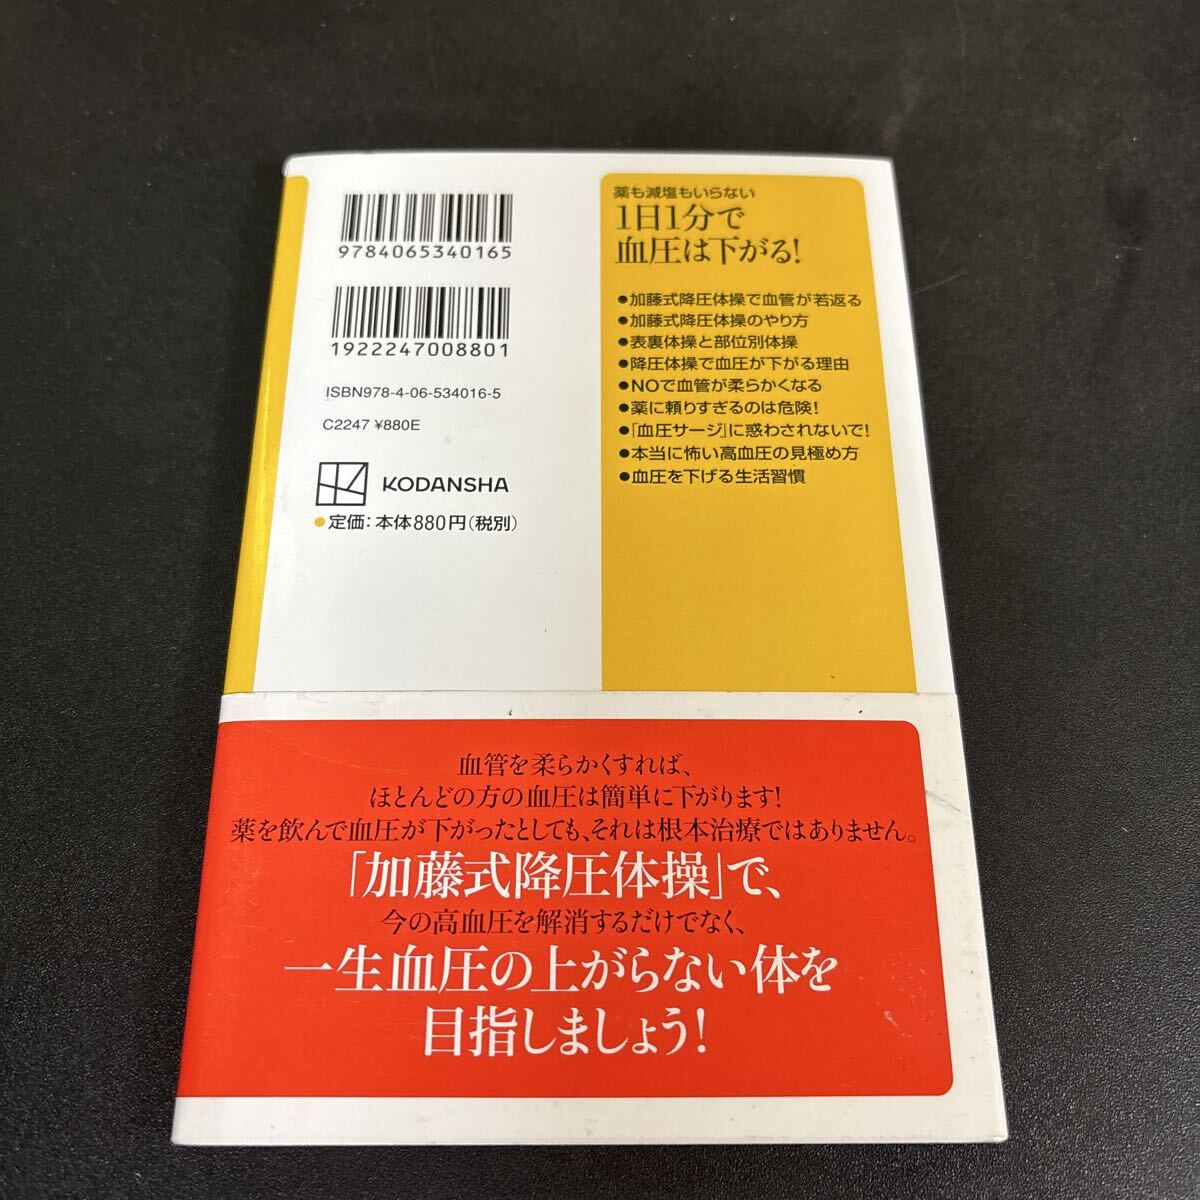 9784065340165
1922247008801
ISBN978-4-06-534016-5
C2247 ¥880E
KODANSHA
●定価：本体880円（税別）
薬も減塩もいらない
1日1分で
血圧は下がる！
●加藤式降圧体操で血管が若返る
●加藤式降圧体操のやり方
●表裏体操と部位別体操
●降圧体操で血圧が下がる理由
●NOで血管が柔らかくなる
●薬に頼りすぎるのは危険！
●「血圧サージ」に惑わされないで！
●本当に怖い高血圧の見極め方
●血圧を下げる生活習慣
血管を柔らかくすれば、
ほとんどの方の血圧は簡単に下がります！
薬を飲んで血圧が下がったとしても、それは根本治療ではありません。
「加藤式降圧体操」で、
今の高血圧を解消するだけでなく、
一生血圧の上がらない体を
目指しましょう！